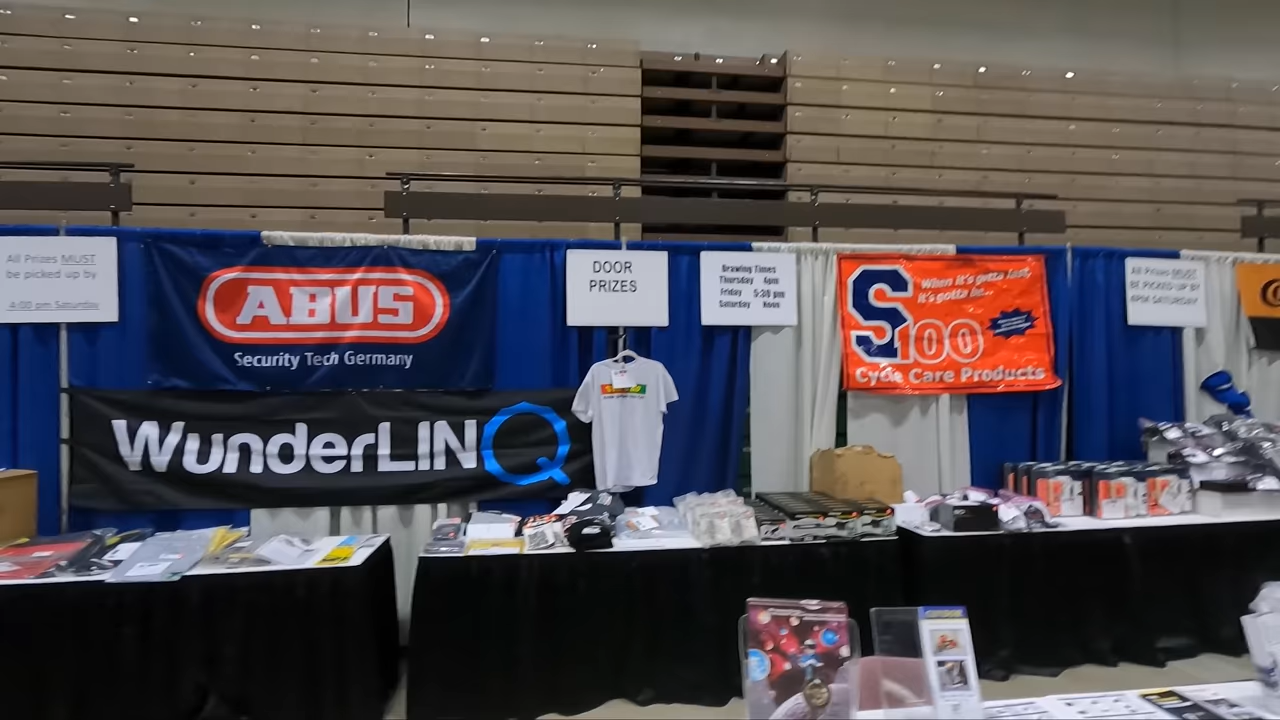 All Prizes MUST
be picked up by
4:00 pm Saturday
ABUS
Security Tech Germany
WUNDERLINQ
DOOR
PRIZES
Drawing Times
Thursday 4pm
Friday 5:30 pm
Saturday Noon
S100
When it's gotta last,
it's gotta be...
Cycle Care Products
All Prizes MUST
BE PICKED UP BY
4PM SATURDAY